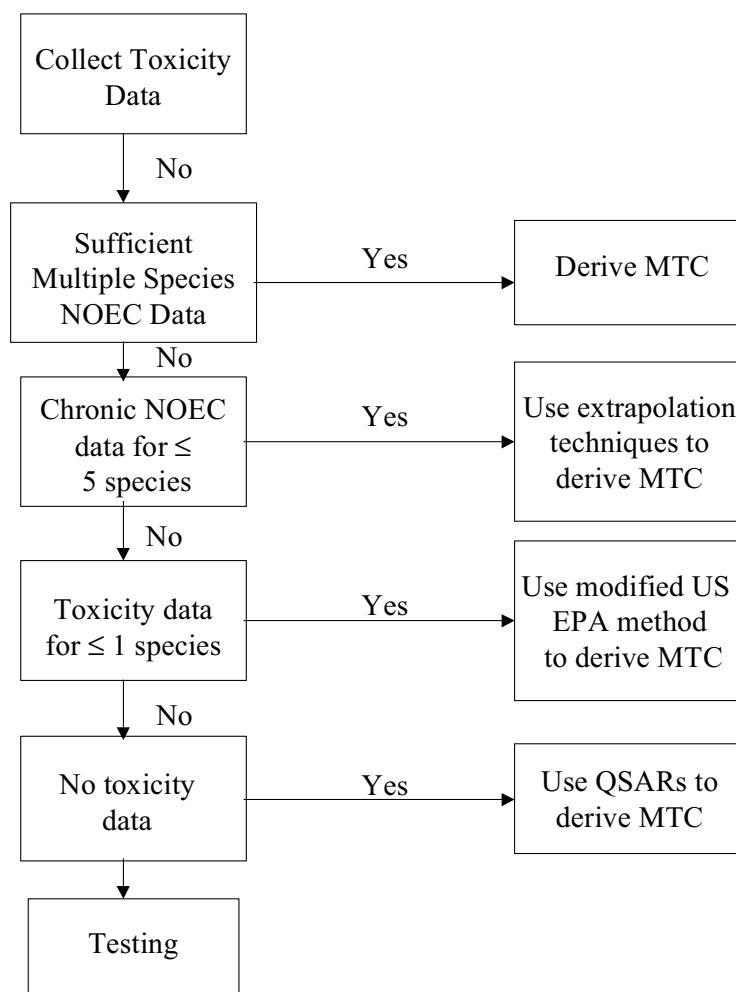 Collect Toxicity
Data
No
Sufficient
Multiple Species
NOEC Data
Yes
Derive MTC
No
Chronic NOEC
data for ≤
5 species
Yes
Use extrapolation
techniques to
derive MTC
No
Toxicity data
for ≤ 1 species
Yes
Use modified US
EPA method
to derive MTC
No
No toxicity
data
Yes
Use QSARs to
derive MTC
Testing